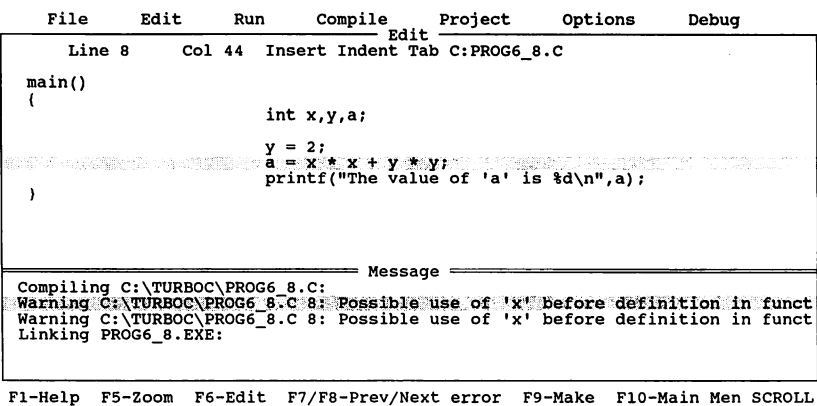 File Edit Run Compile Project Options Debug
Edit
Line 8 Col 44 Insert Indent Tab C:PROG6_8.C
main()
{
int x,y,a;
y = 2;
a = x * x + y * y;
printf("The value of 'a' is %d\n",a);
}
Message
Compiling C:\TURBOC\PROG6_8.C:
Warning C:\TURBOC\PROG6_8.C 8: Possible use of 'x' before definition in funct
Warning C:\TURBOC\PROG6_8.C 8: Possible use of 'x' before definition in funct
Linking PROG6_8.EXE:
F1-Help F5-Zoom F6-Edit F7/F8-Prev/Next error F9-Make F10-Main Men SCROLL